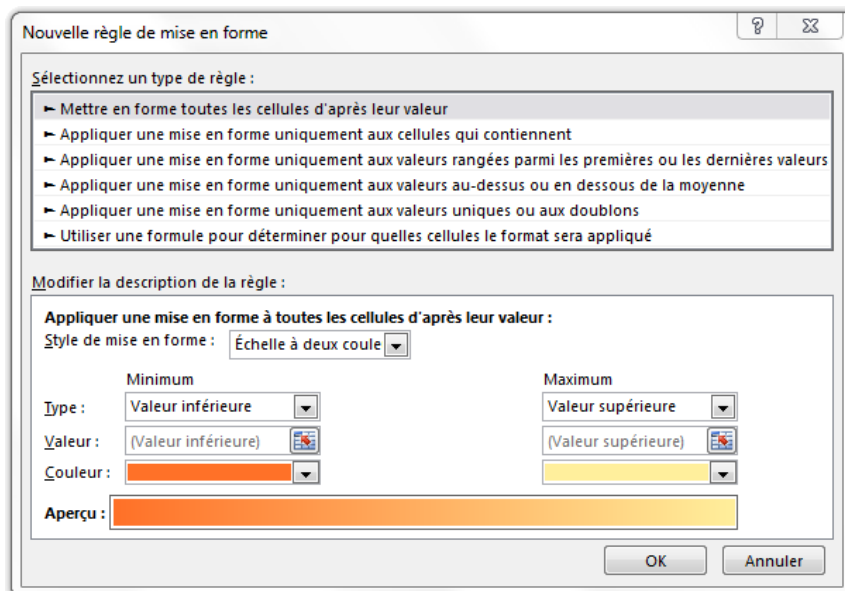 Nouvelle règle de mise en forme
Sélectionnez un type de règle :
► Mettre en forme toutes les cellules d'après leur valeur
► Appliquer une mise en forme uniquement aux cellules qui contiennent
► Appliquer une mise en forme uniquement aux valeurs rangées parmi les premières ou les dernières valeurs
► Appliquer une mise en forme uniquement aux valeurs au-dessus ou en dessous de la moyenne
► Appliquer une mise en forme uniquement aux valeurs uniques ou aux doublons
► Utiliser une formule pour déterminer pour quelles cellules le format sera appliqué
Modifier la description de la règle :
Appliquer une mise en forme à toutes les cellules d'après leur valeur :
Style de mise en forme : Échelle à deux coule
Minimum Maximum
Type : Valeur inférieure Valeur supérieure
Valeur : (Valeur inférieure) (Valeur supérieure)
Couleur :
Aperçu :
OK Annuler